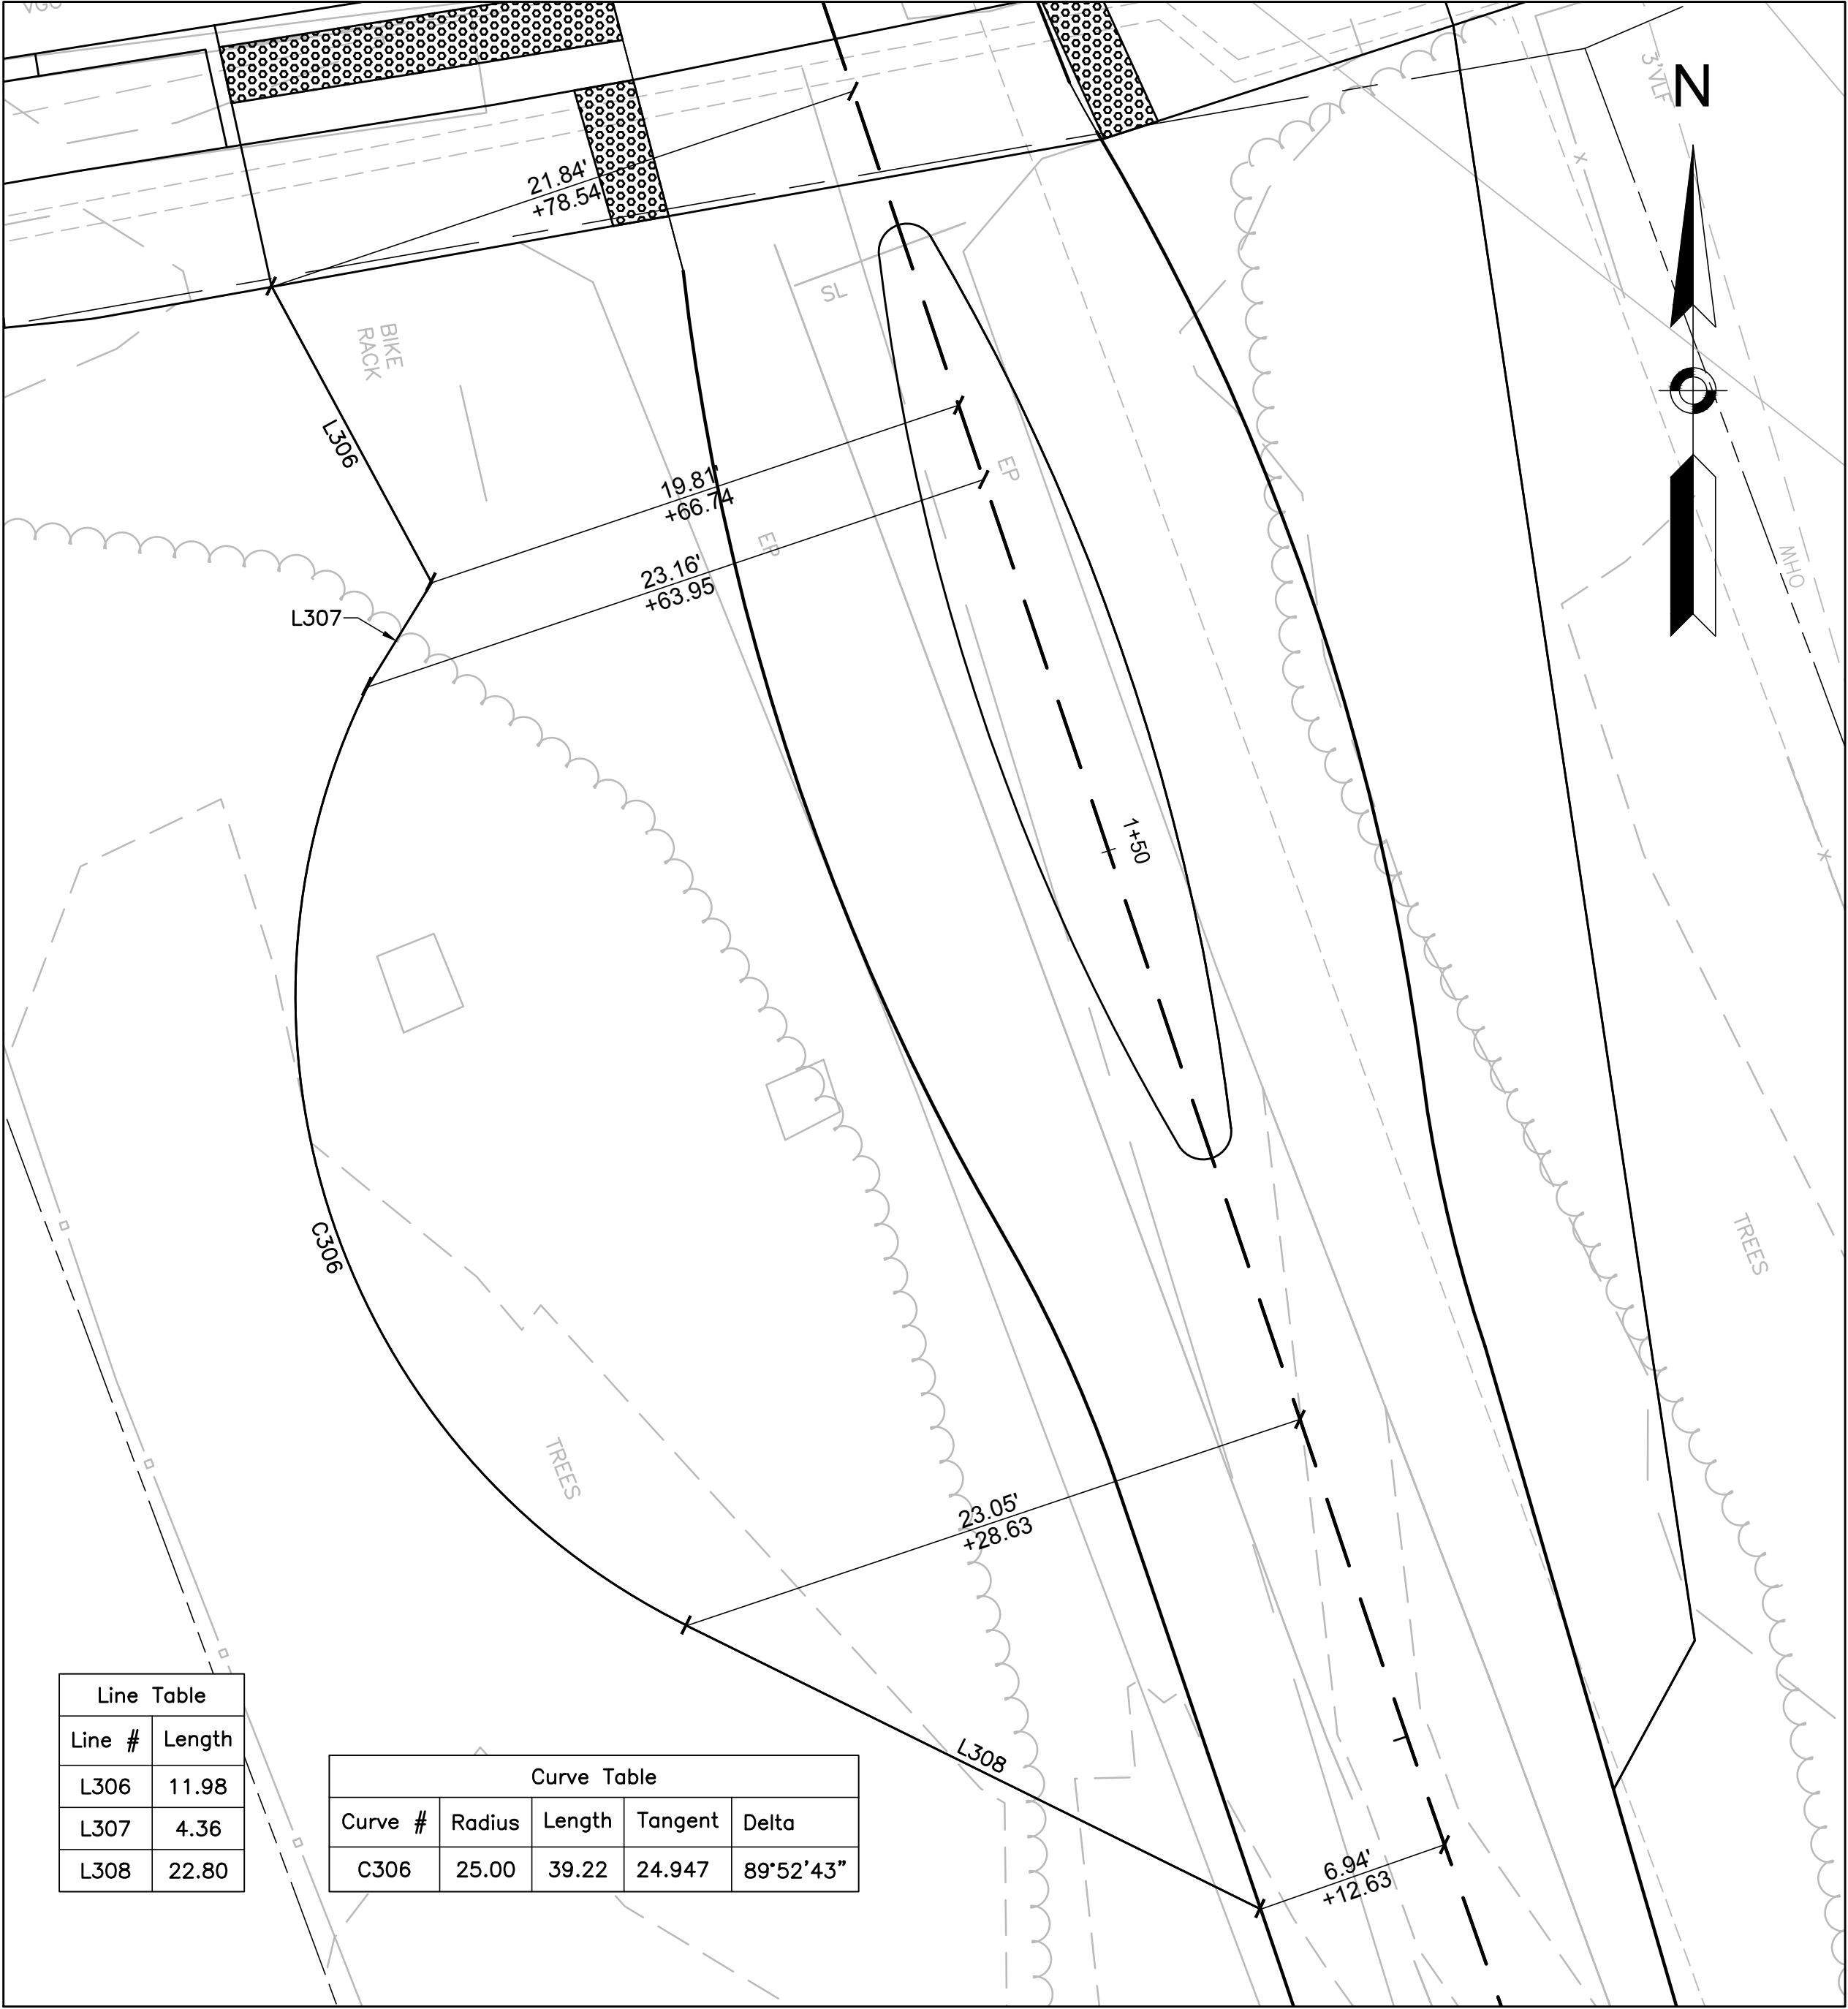 3'VLF
N
21.84'
+78.54
SL
BIKE
RACK
L306
EP
19.81'
+66.74
EP
OHW
23.16'
+63.95
L307
1+50
x
x
C306
TREES
TREES
23.05'
+28.63
L308
6.94'
+12.63
Line Table
Line # Length
L306 11.98
L307 4.36
L308 22.80
Curve Table
Curve # Radius Length Tangent Delta
C306 25.00 39.22 24.947 89°52'43"